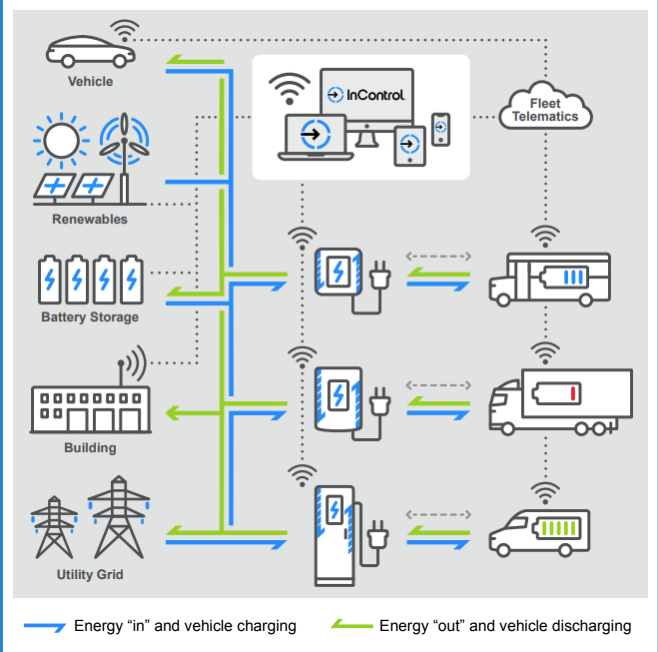 Vehicle
InControl
Fleet
Telematics
Renewables
Battery Storage
Building
Utility Grid
Energy “in” and vehicle charging
Energy “out” and vehicle discharging